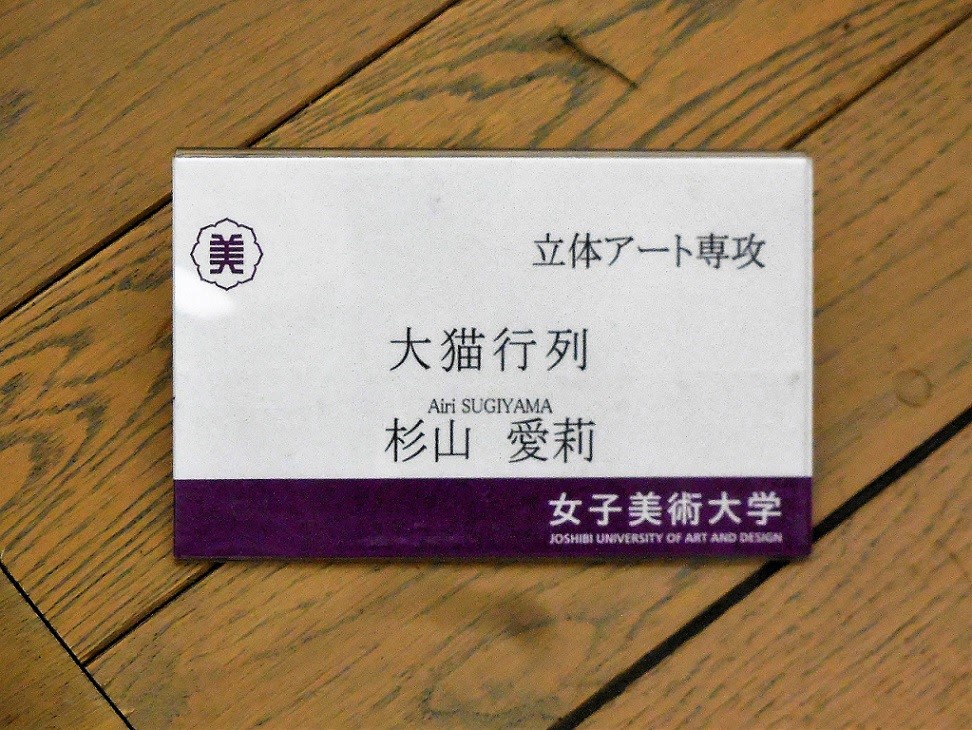 美
立体アート専攻
大猫行列
Airi SUGIYAMA
杉山 愛莉
女子美術大学
JOSHIBI UNIVERSITY OF ART AND DESIGN